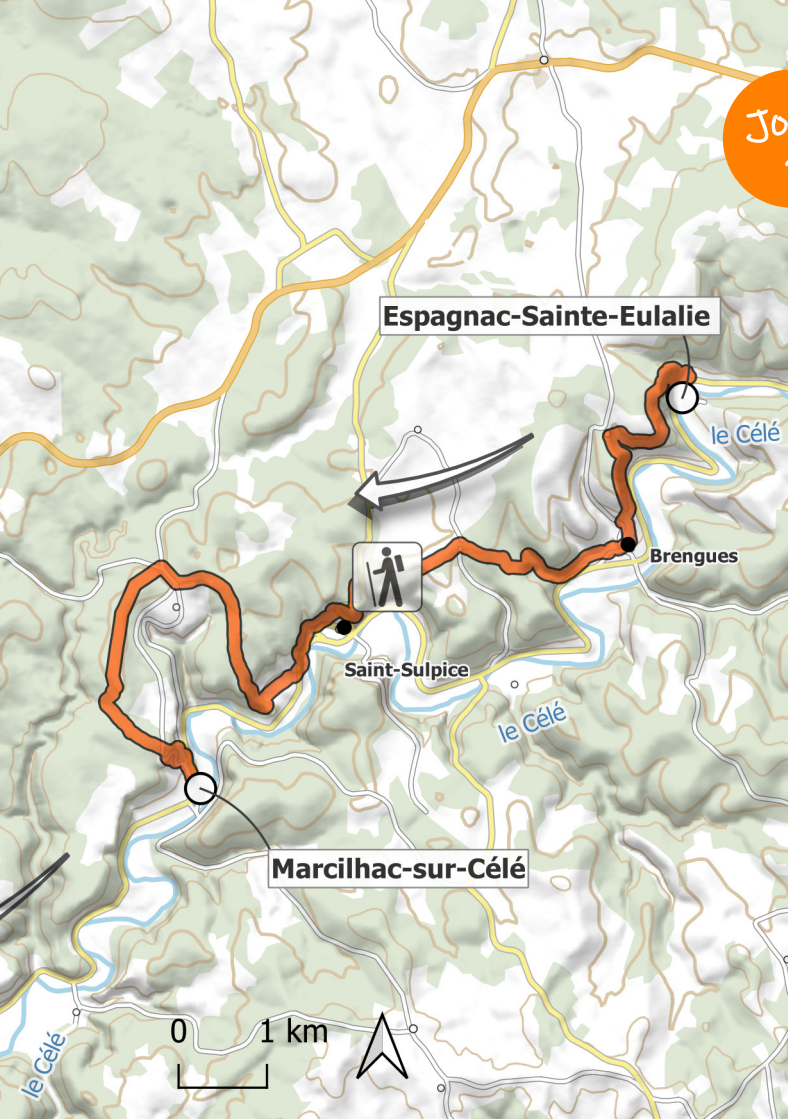 Espagnac-Sainte-Eulalie
le Célé
Brengues
Saint-Sulpice
le Célé
Marcilhac-sur-Célé
0 1 km
le Célé